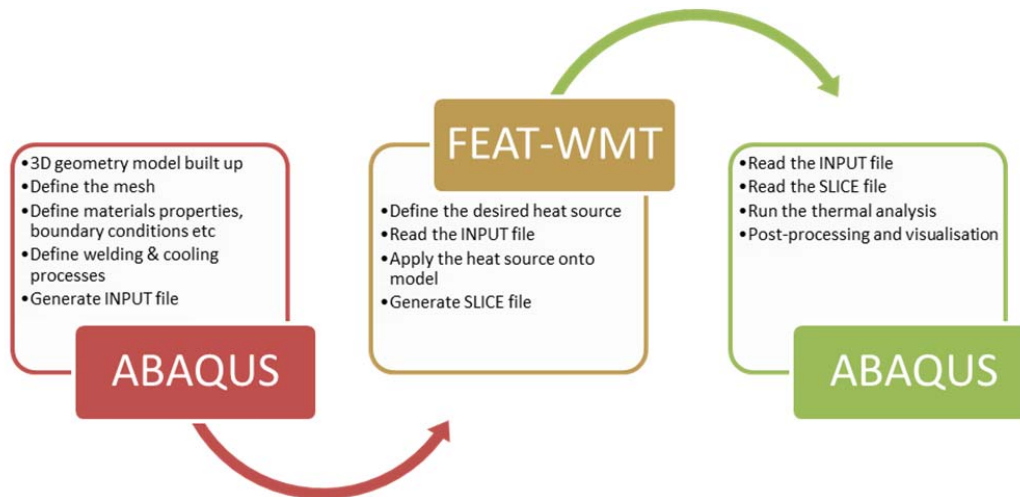 •3D geometry model built up
•Define the mesh
•Define materials properties,
boundary conditions etc
•Define welding & cooling
processes
•Generate INPUT file
ABAQUS
FEAT-WMT
•Define the desired heat source
•Read the INPUT file
•Apply the heat source onto
model
•Generate SLICE file
•Read the INPUT file
•Read the SLICE file
•Run the thermal analysis
•Post-processing and visualisation
ABAQUS